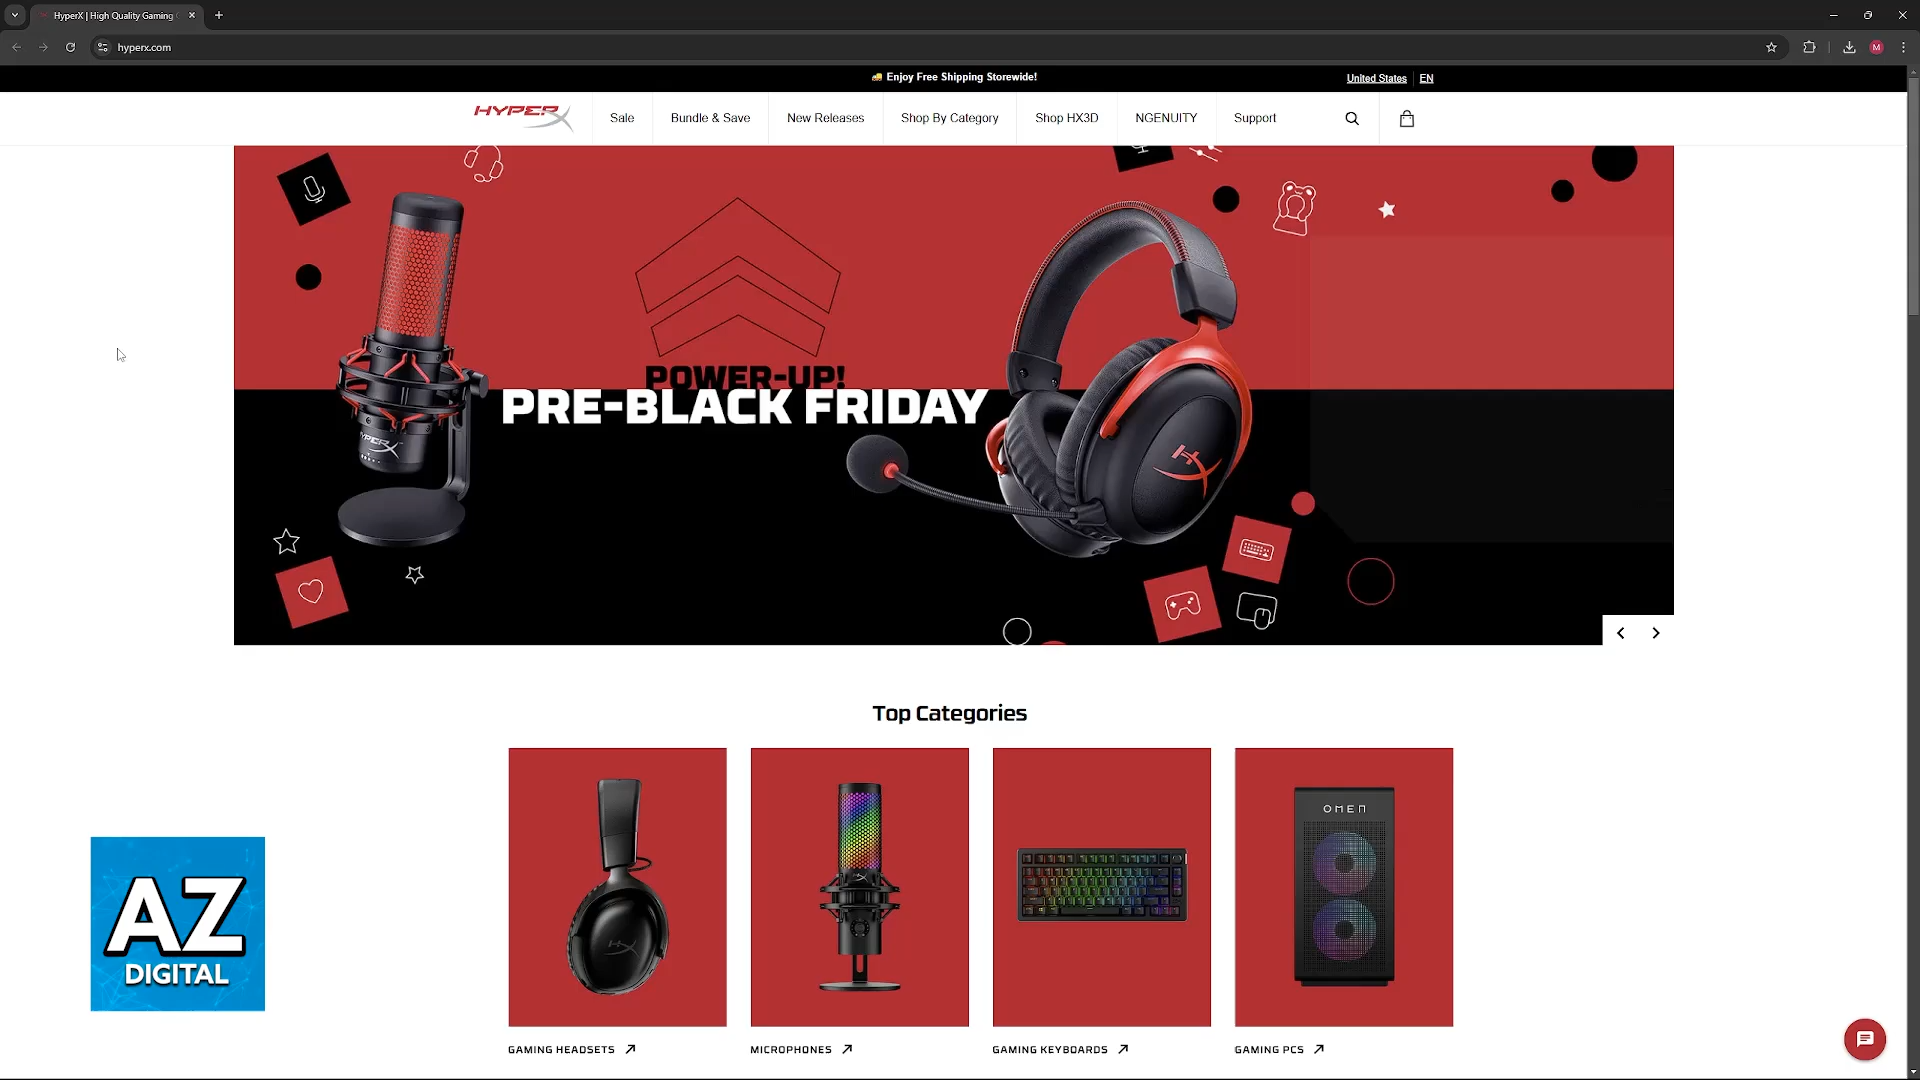 HyperX | High Quality Gaming
hyperx.com
M
Enjoy Free Shipping Storewide!
United States
EN
HYPERX
Sale
Bundle & Save
New Releases
Shop By Category
Shop HX3D
NGENUITY
Support
POWER-UP!
PRE-BLACK FRIDAY
HYPERX
HX
Top Categories
OMEN
AZ
DIGITAL
GAMING HEADSETS
MICROPHONES
GAMING KEYBOARDS
GAMING PCS